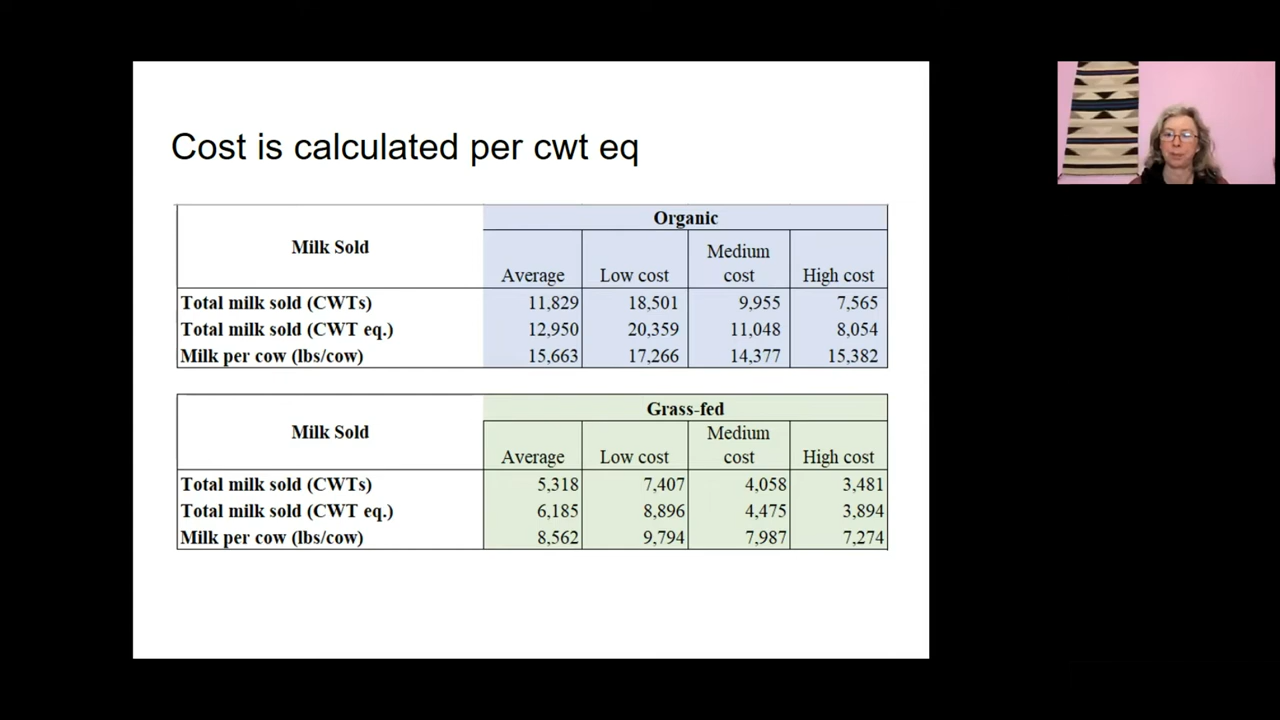 Cost is calculated per cwt eq
Milk Sold
Organic
Average Low cost Medium cost High cost
Total milk sold (CWTs) 11,829 18,501 9,955 7,565
Total milk sold (CWT eq.) 12,950 20,359 11,048 8,054
Milk per cow (lbs/cow) 15,663 17,266 14,377 15,382
Milk Sold
Grass-fed
Average Low cost Medium cost High cost
Total milk sold (CWTs) 5,318 7,407 4,058 3,481
Total milk sold (CWT eq.) 6,185 8,896 4,475 3,894
Milk per cow (lbs/cow) 8,562 9,794 7,987 7,274